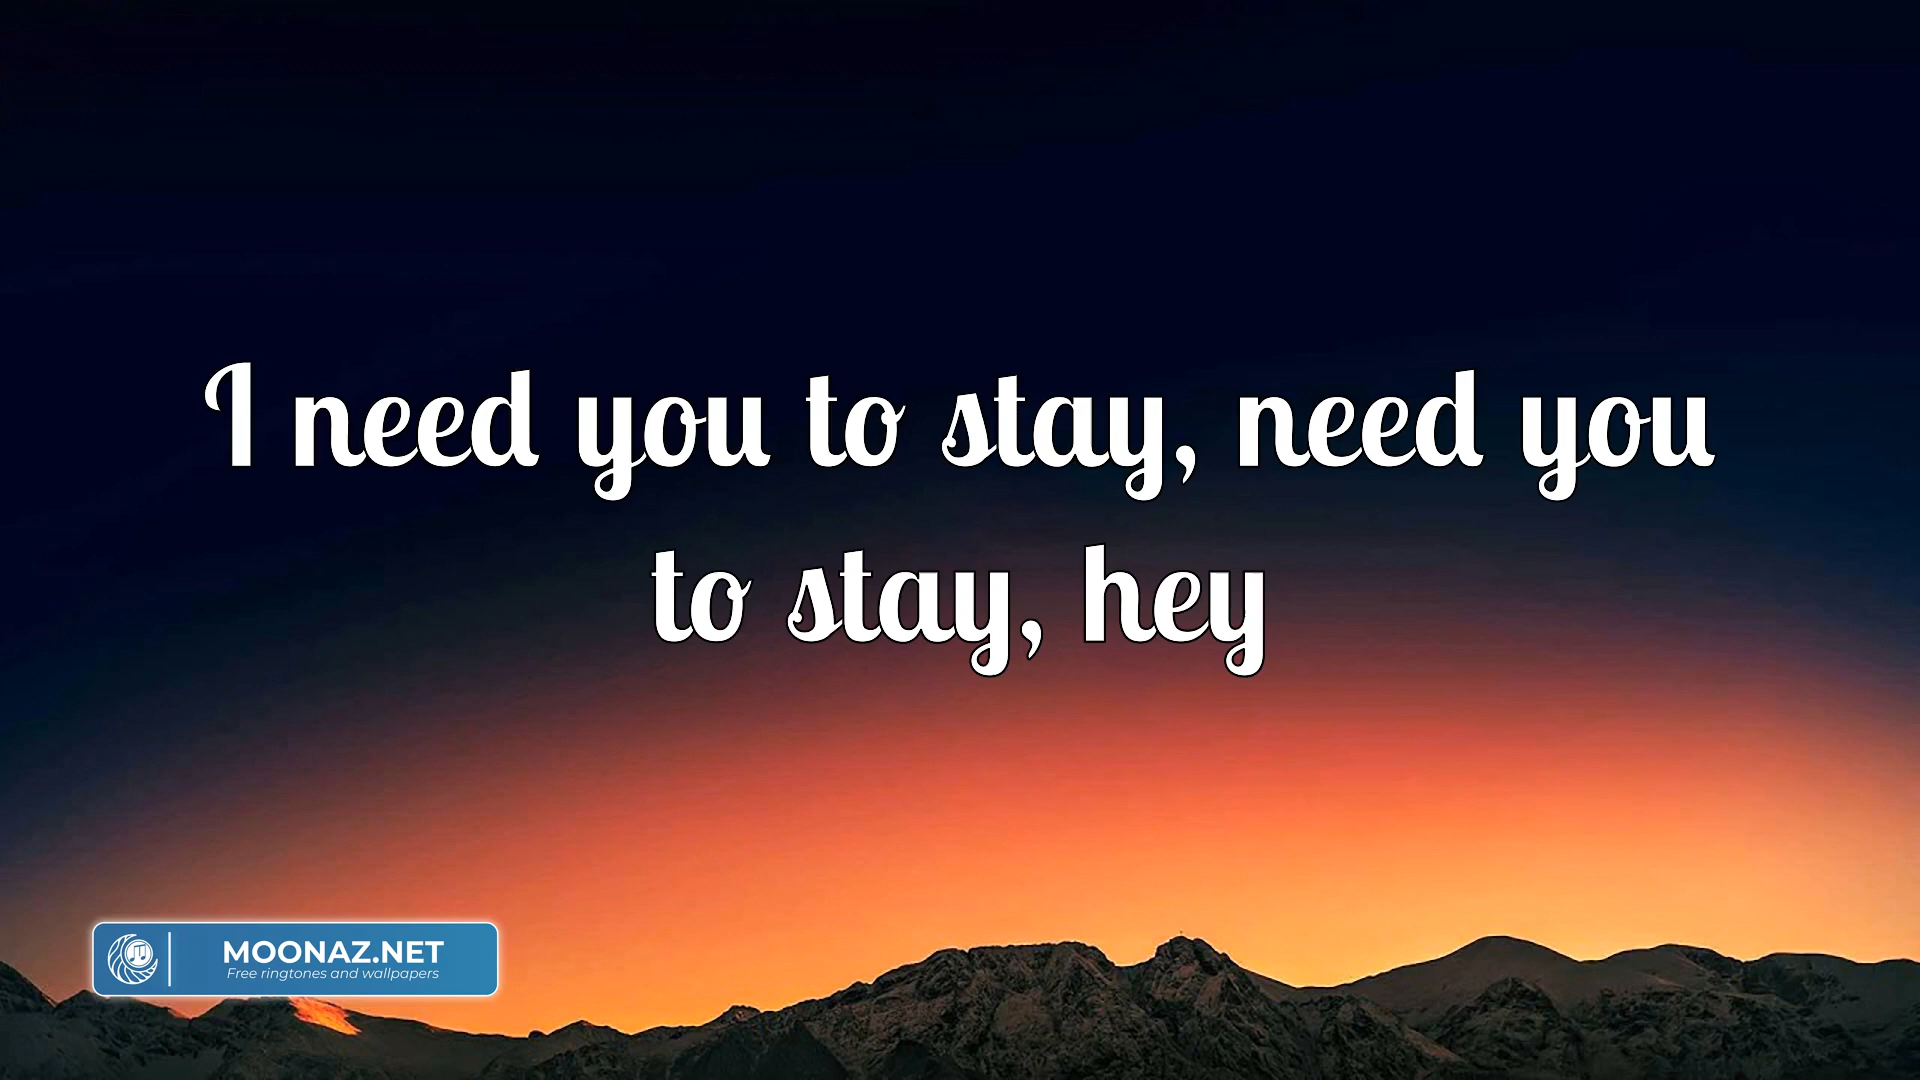 I need you to stay, need you
to stay, hey
MOONAZ.NET
Free ringtones and wallpapers